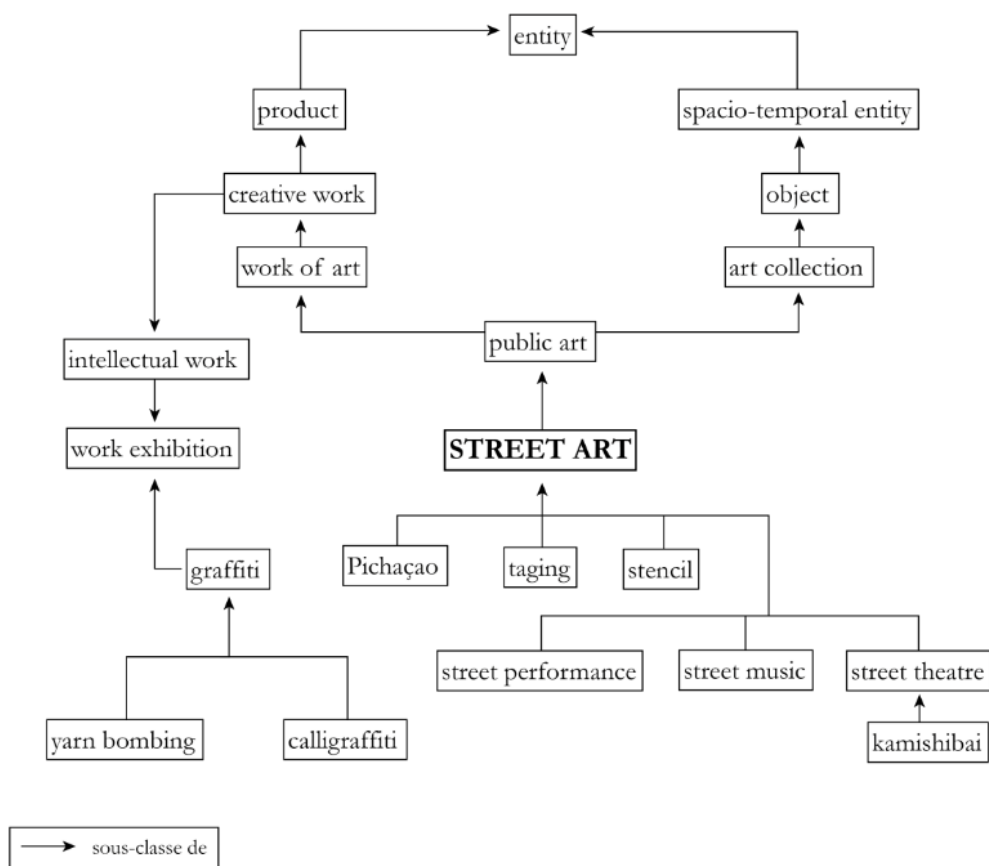 entity
product
spacio-temporal entity
creative work
object
work of art
art collection
public art
intellectual work
work exhibition
STREET ART
graffiti
Pichaçao
taging
stencil
street performance
street music
street theatre
yarn bombing
calligraffiti
kamishibai
sous-classe de